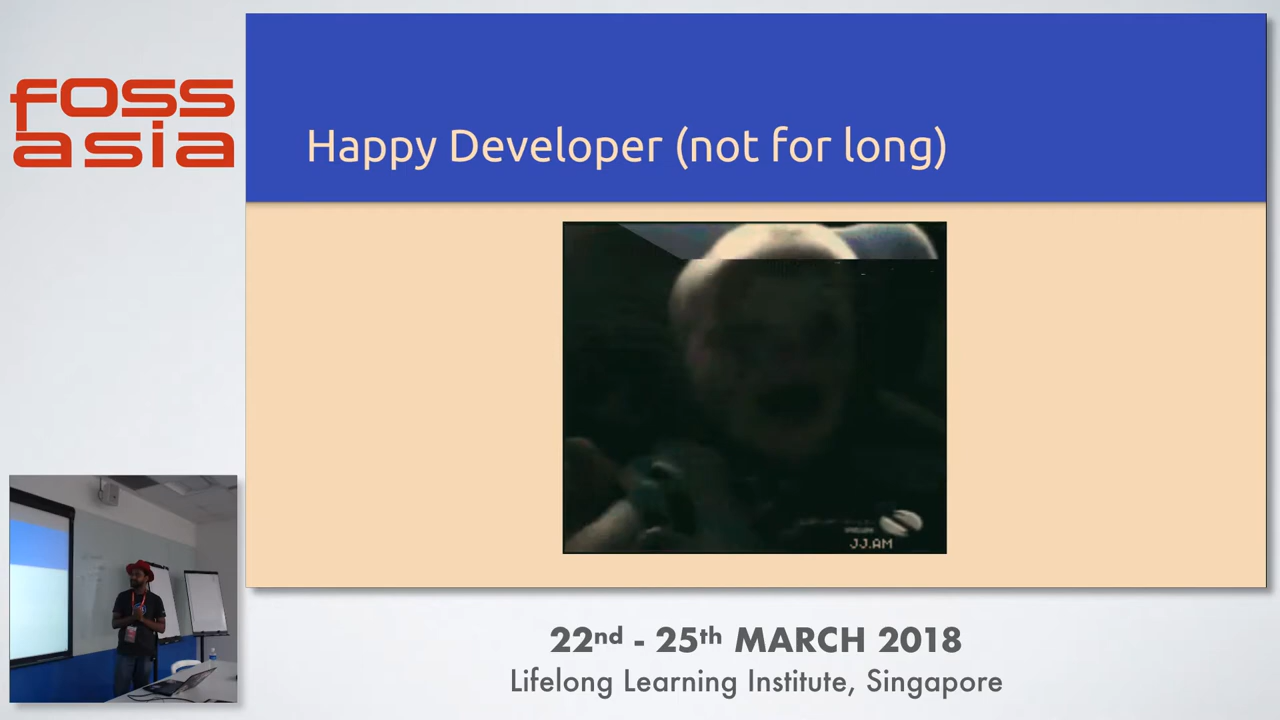 foss
asia
Happy Developer (not for long)
JJ.AM
22nd - 25th MARCH 2018
Lifelong Learning Institute, Singapore